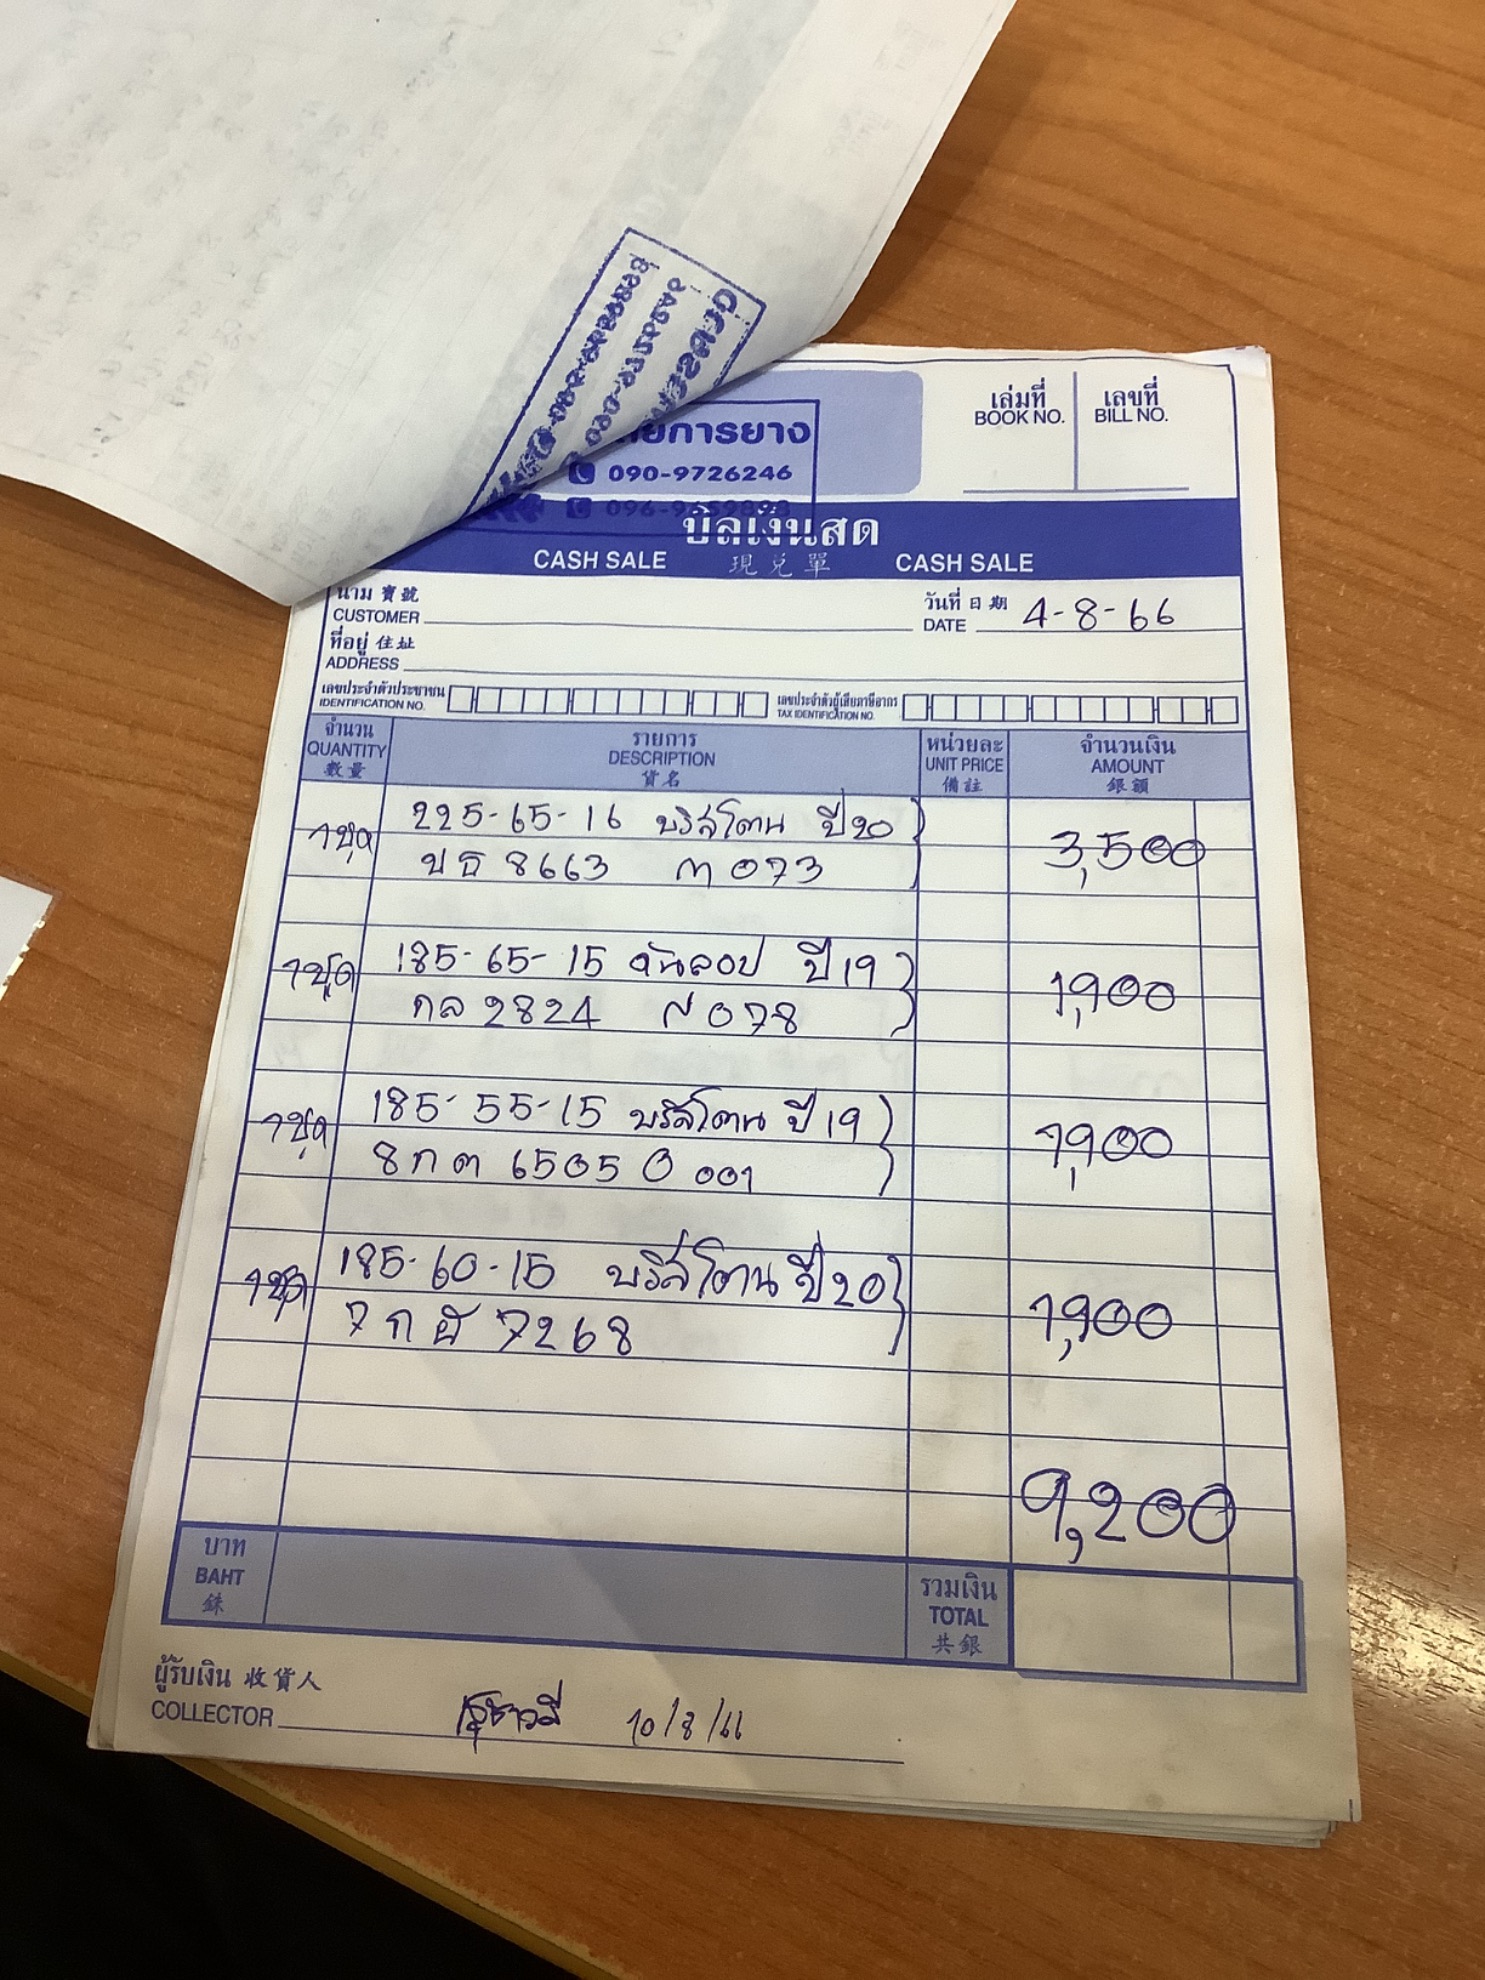 เล่มที่ เลขที่
BOOK NO. BILL NO.
ยการยาง
090-9726246
บิลเงินสด
CASH SALE 現兌單 CASH SALE
นาม 寶號
CUSTOMER
วันที่ 日期
DATE 4-8-66
ที่อยู่ 住址
ADDRESS
เลขประจำตัวประชาชน
IDENTIFICATION NO.
เลขประจำตัวผู้เสียภาษีอากร
TAX IDENTIFICATION NO.
จำนวน รายการ หน่วยละ จำนวนเงิน
QUANTITY DESCRIPTION UNIT PRICE AMOUNT
數量 貨名 備註 銀額
225-65-16 บริสโตน ปี 20
1ชุด 3,500
ปธ 8663 ต 073
185-65-15 ดันลอป ปี 19
1ชุด 1,900
กล 2824 ส 078
185-55-15 บริสโตน ปี 19
1ชุด 1,900
8กต 6505 อ 001
185-60-15 บริสโตน ปี 20
1ชุด 1,900
7268
9,200
บาท
BAHT
銖
รวมเงิน
TOTAL
共銀
ผู้รับเงิน 收貨人
COLLECTOR 10/8/66